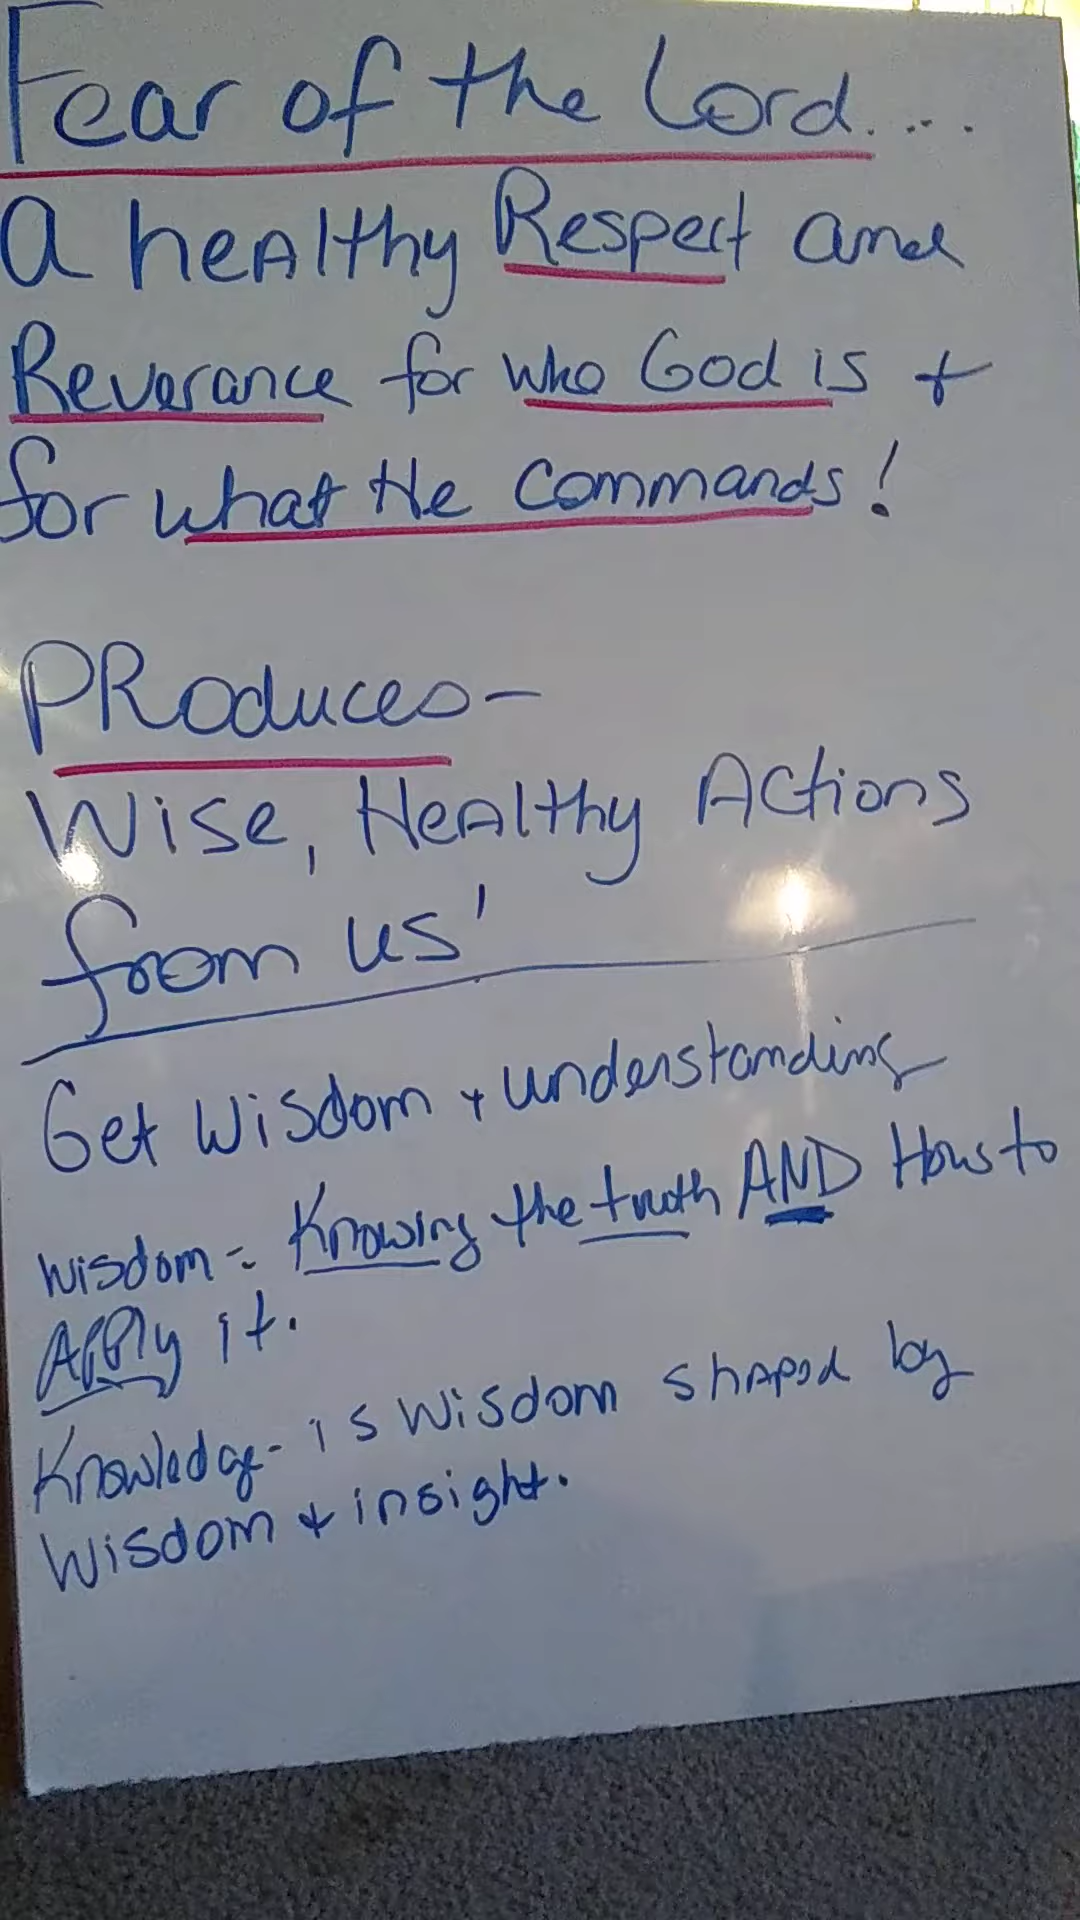 Fear of the Lord....
a heAlthy Respect and
Reverance for who God is +
for what He commands!
PRoduces-
Wise, HeAlthy Actions
from us!
Get Wisdom + understanding
Wisdom = Knowing the truth AND How to
Apply it.
Knowledge - is Wisdom shaped by
Wisdom + insight.